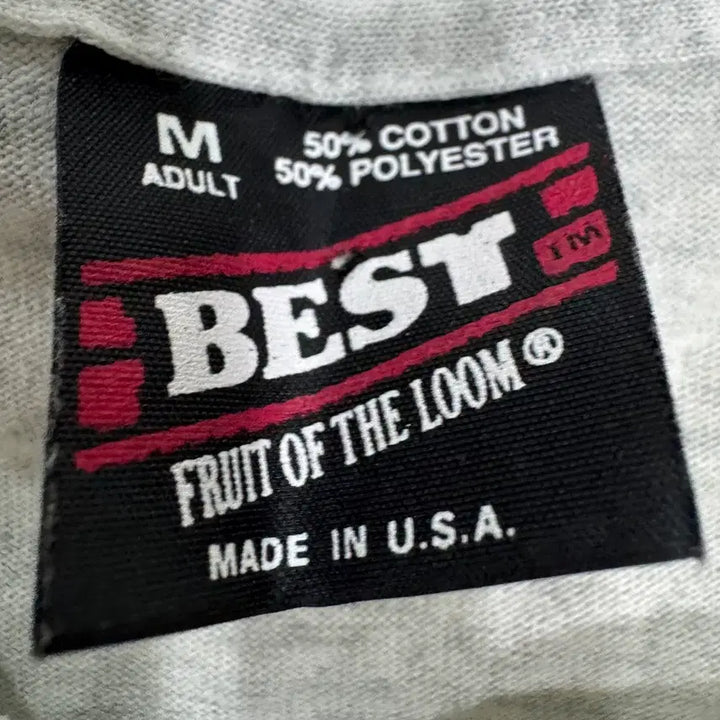 M
ADULT
50% COTTON
50% POLYESTER
BEST
TM
FRUIT OF THE LOOM®
MADE IN U.S.A.